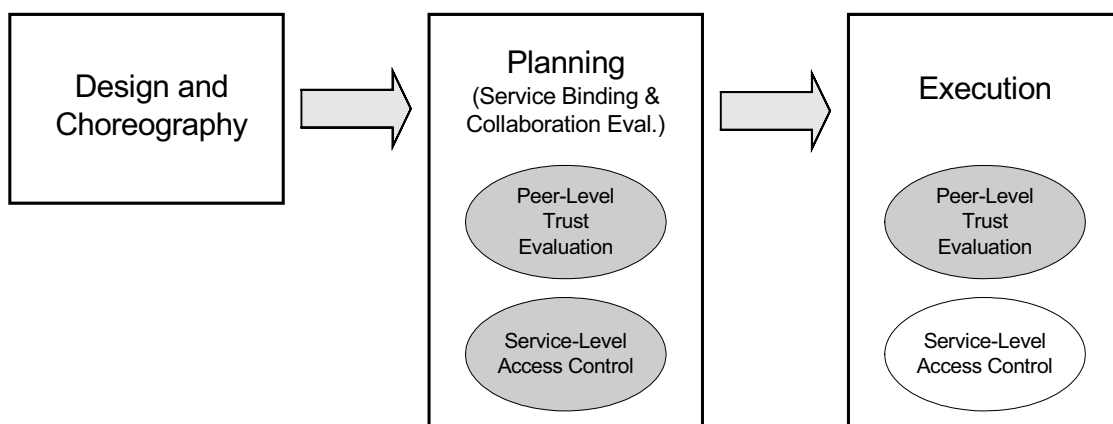 Design and
Choreography
Planning
(Service Binding &
Collaboration Eval.)
Peer-Level
Trust
Evaluation
Service-Level
Access Control
Execution
Peer-Level
Trust
Evaluation
Service-Level
Access Control